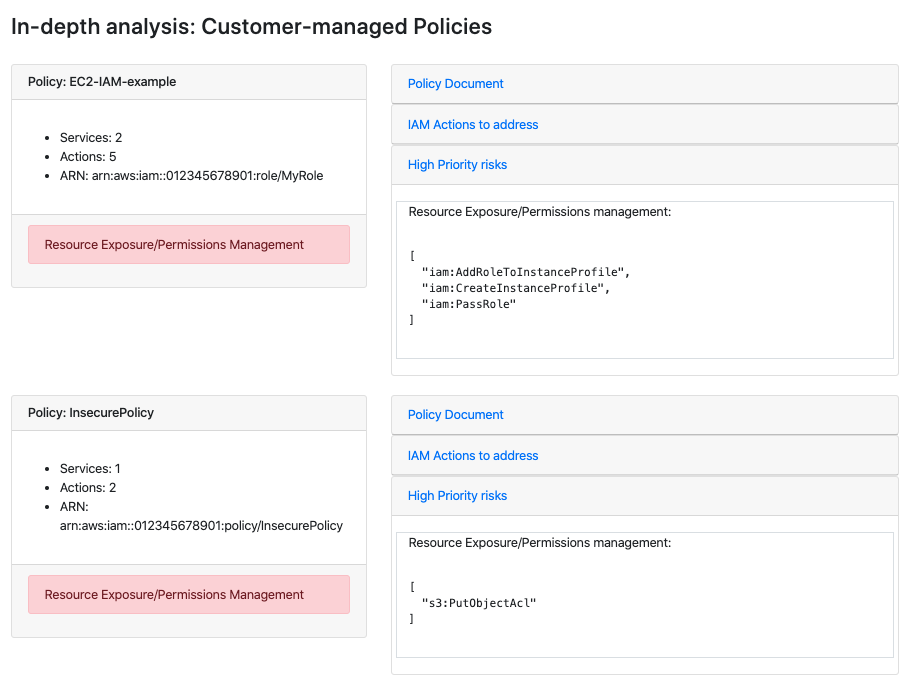 In-depth analysis: Customer-managed Policies
Policy: EC2-IAM-example
Services: 2
Actions: 5
ARN: arn:aws:iam::012345678901:role/MyRole
Resource Exposure/Permissions Management
Policy Document
IAM Actions to address
High Priority risks
Resource Exposure/Permissions management:
[
"iam:AddRoleToInstanceProfile",
"iam:CreateInstanceProfile",
"iam:PassRole"
]
Policy: InsecurePolicy
Services: 1
Actions: 2
ARN:
arn:aws:iam::012345678901:policy/InsecurePolicy
Resource Exposure/Permissions Management
Policy Document
IAM Actions to address
High Priority risks
Resource Exposure/Permissions management:
[
"s3:PutObjectAcl"
]